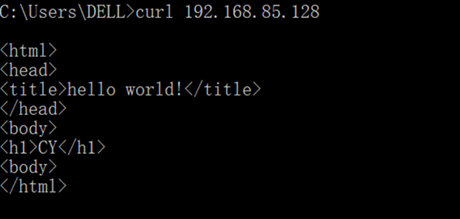 C:\Users\DELL>curl 192.168.85.128
<html>
<head>
<title>hello world!</title>
</head>
<body>
<h1>CY</h1>
<body>
</html>